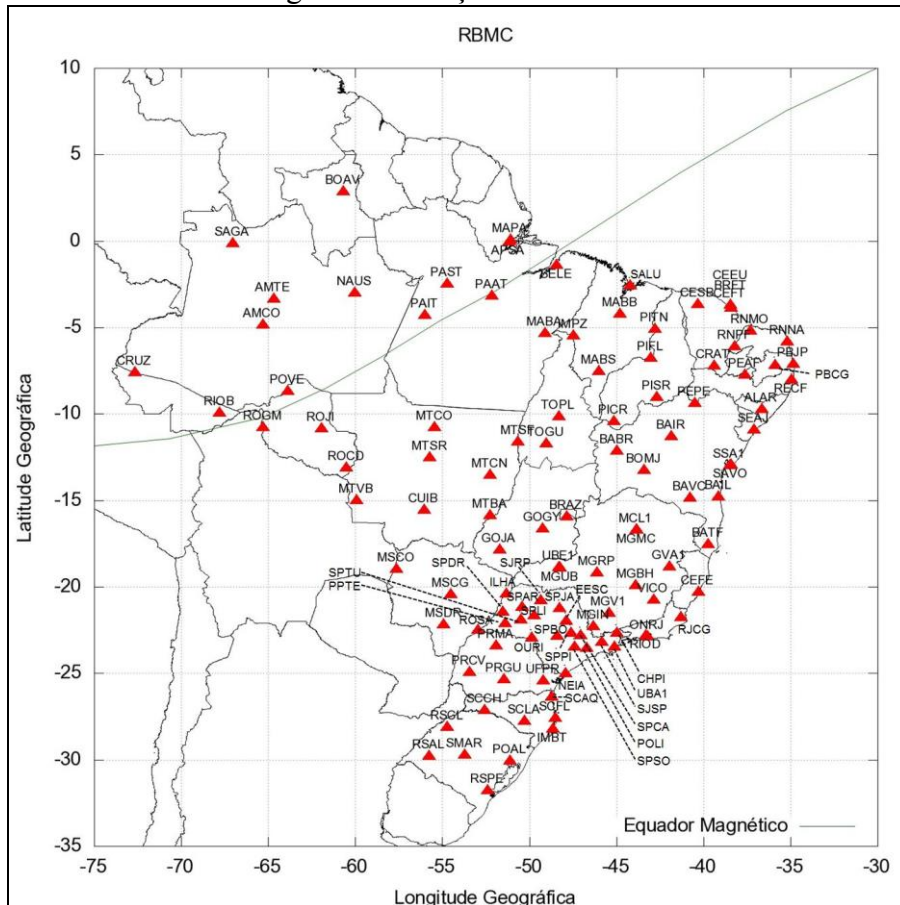 RBMC
10
5
0
-5
-10
-15
-20
-25
-30
-35
-75
-70
-65
-60
-55
-50
-45
-40
-35
-30
Latitude Geográfica
Longitude Geográfica
Equador Magnético
BOAV
SAGA
MAPA
BELE
SALU
CEEU
BRFT
CEFT
AMTE
NAUS
PAST
PAAT
MABB
AMCO
PAIT
PITN
RNMO
MABA
IMPZ
RNPF
RNNA
CRUZ
MABS
PIFL
CRAT
PEAF
PBJP
PBCG
RECF
POVE
PISR
PEPE
RIOB
ROGM
ROJI
MTCO
TOPL
PICR
ALAR
SEAJ
MTSF
TOGU
BAIR
MTSR
BABR
BOMJ
SSA1
SAVO
ROCD
MTCN
BAVC
BAIL
MTVB
CUIB
MTBA
BRAZ
GOGY
MCL1
MGMC
BATF
GOJA
MSCO
SPDR
SJRP
UBE1
MGUB
MGRP
GVA1
SPTU
PPTE
MSCG
ILHA
EESC
MGBH
VICO
CEFE
SPAR
SPJA
MGV1
MSDR
ROSA
SPLI
MGIN
ONRJ
RJCG
PRMA
OURI
SPBO
RIOD
SPPI
CHPI
PRCV
PRGU
UFPR
NEIA
UBA1
SCAQ
SJSP
SCCH
SCLA
SCFL
SPCA
RSCL
IMBT
POLI
RSAL
SMAR
POAL
SPSO
RSPE